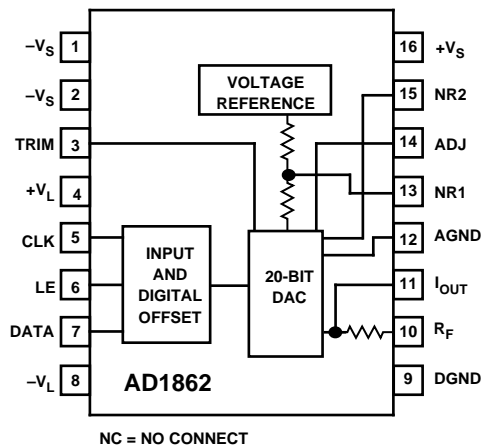 –VS 1
–VS 2
TRIM 3
+VL 4
CLK 5
LE 6
DATA 7
–VL 8
16 +VS
15 NR2
14 ADJ
13 NR1
12 AGND
11 IOUT
10 RF
9 DGND
VOLTAGE
REFERENCE
INPUT
AND
DIGITAL
OFFSET
20-BIT
DAC
AD1862
NC = NO CONNECT